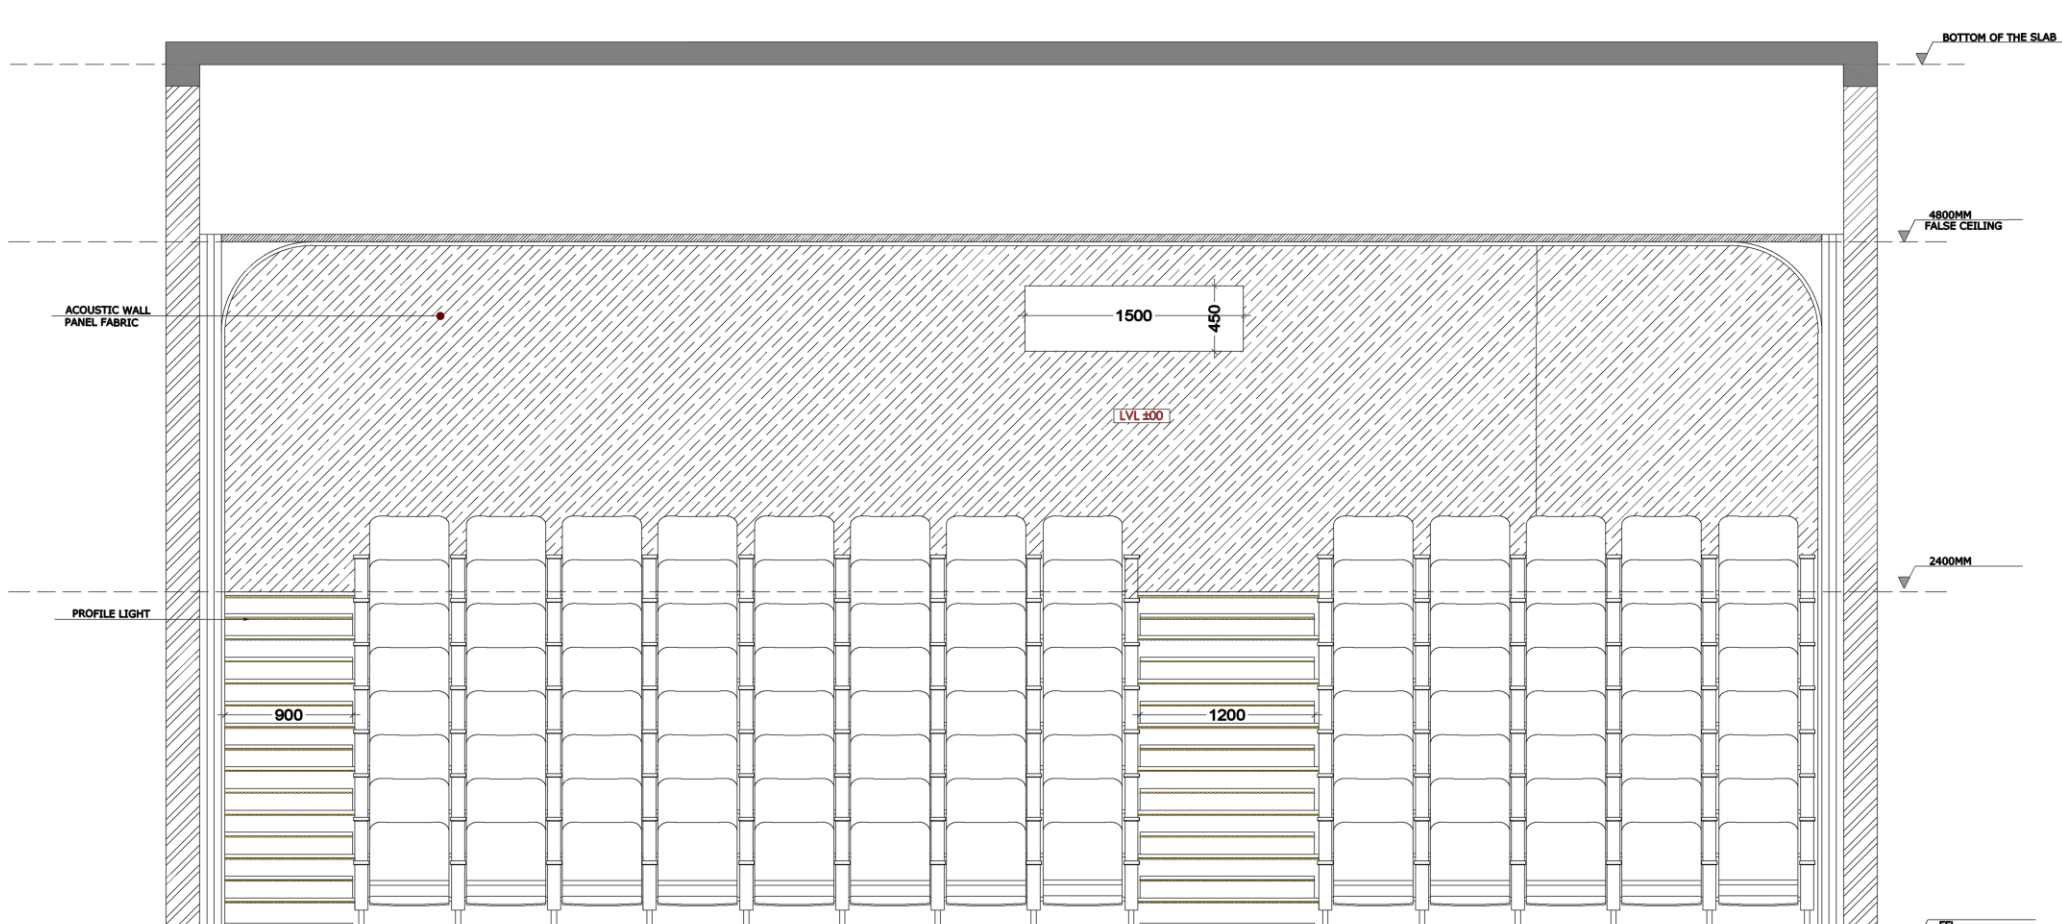 BOTTOM OF THE SLAB
4800MM
FALSE CEILING
ACOUSTIC WALL
PANEL FABRIC
1500
450
LVL ±00
2400MM
PROFILE LIGHT
900
1200